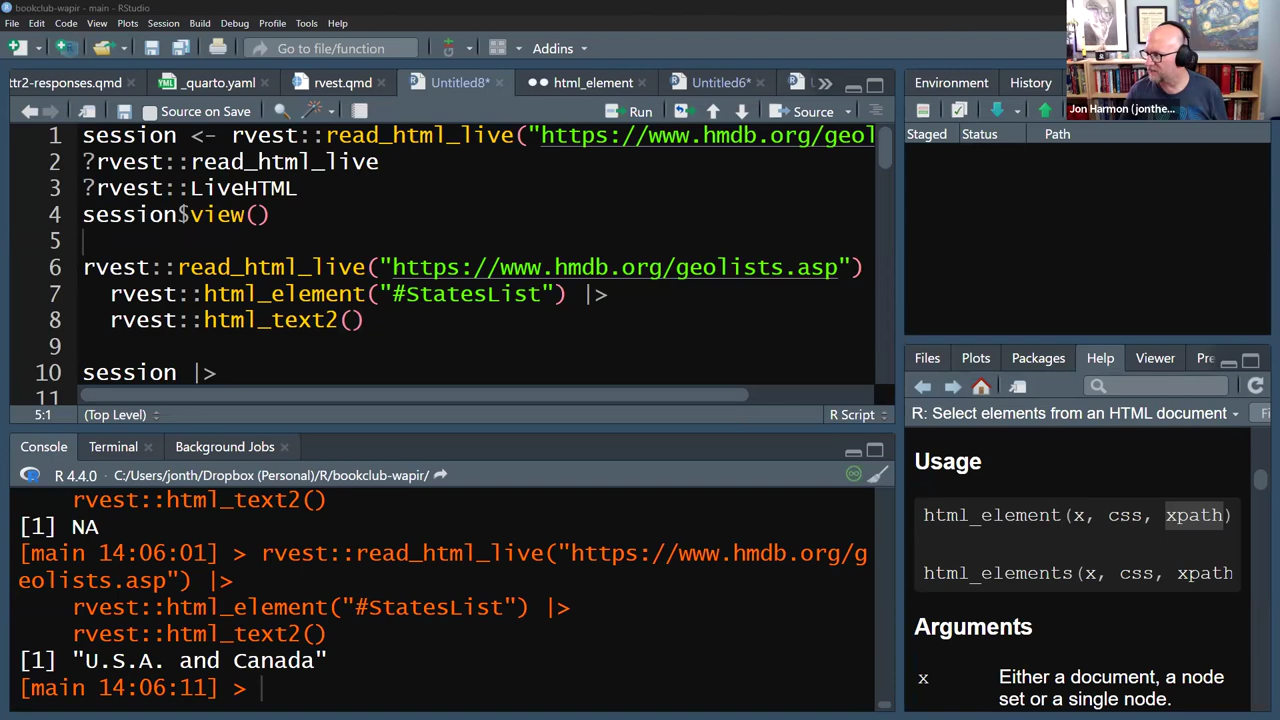 bookclub-wapir - main - RStudio
File Edit Code View Plots Session Build Debug Profile Tools Help
Go to file/function Addins
ttr2-responses.qmd _quarto.yaml rvest.qmd Untitled8* html_element Untitled6*
Source on Save Run Source
1 session <- rvest::read_html_live("https://www.hmdb.org/geol
2 ?rvest::read_html_live
3 ?rvest::LiveHTML
4 session$view()
5
6 rvest::read_html_live("https://www.hmdb.org/geolists.asp")
7 rvest::html_element("#StatesList") |>
8 rvest::html_text2()
9
10 session |>
11
5:1 (Top Level) R Script
Console Terminal Background Jobs
R 4.4.0 C:/Users/jonth/Dropbox (Personal)/R/bookclub-wapir/
rvest::html_text2()
[1] NA
[main 14:06:01] > rvest::read_html_live("https://www.hmdb.org/g
eolists.asp") |>
rvest::html_element("#StatesList") |>
rvest::html_text2()
[1] "U.S.A. and Canada"
[main 14:06:11] >
Jon Harmon (jonthe...
Environment History
Staged Status Path
Files Plots Packages Help Viewer Pre
R: Select elements from an HTML document Fi
Usage
html_element(x, css, xpath)
html_elements(x, css, xpath
Arguments
x Either a document, a node
set or a single node.